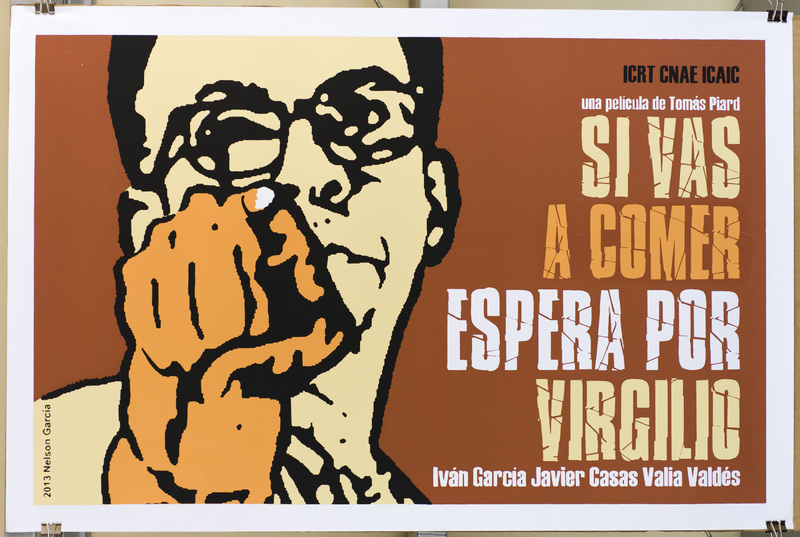 ICRT CNAE ICAIC
una película de Tomás Piard
SI VAS
A COMER
ESPERA POR
VIRGILIO
Iván García Javier Casas Valia Valdés
2013 Nelson García